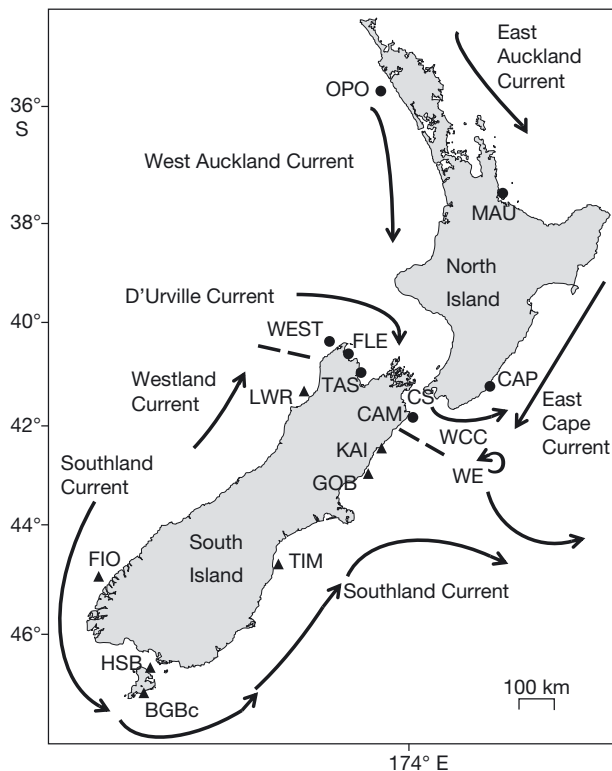 East
Auckland
Current
OPO
36°
S
West Auckland Current
MAU
38°
North
Island
D'Urville Current
40°
WEST
FLE
Westland
Current
TAS
CAP
LWR
CS
42°
CAM
WCC
East
Cape
Current
KAI
WE
Southland
Current
GOB
44°
FIO
South
Island
TIM
Southland Current
46°
HSB
100 km
BGBc
174° E